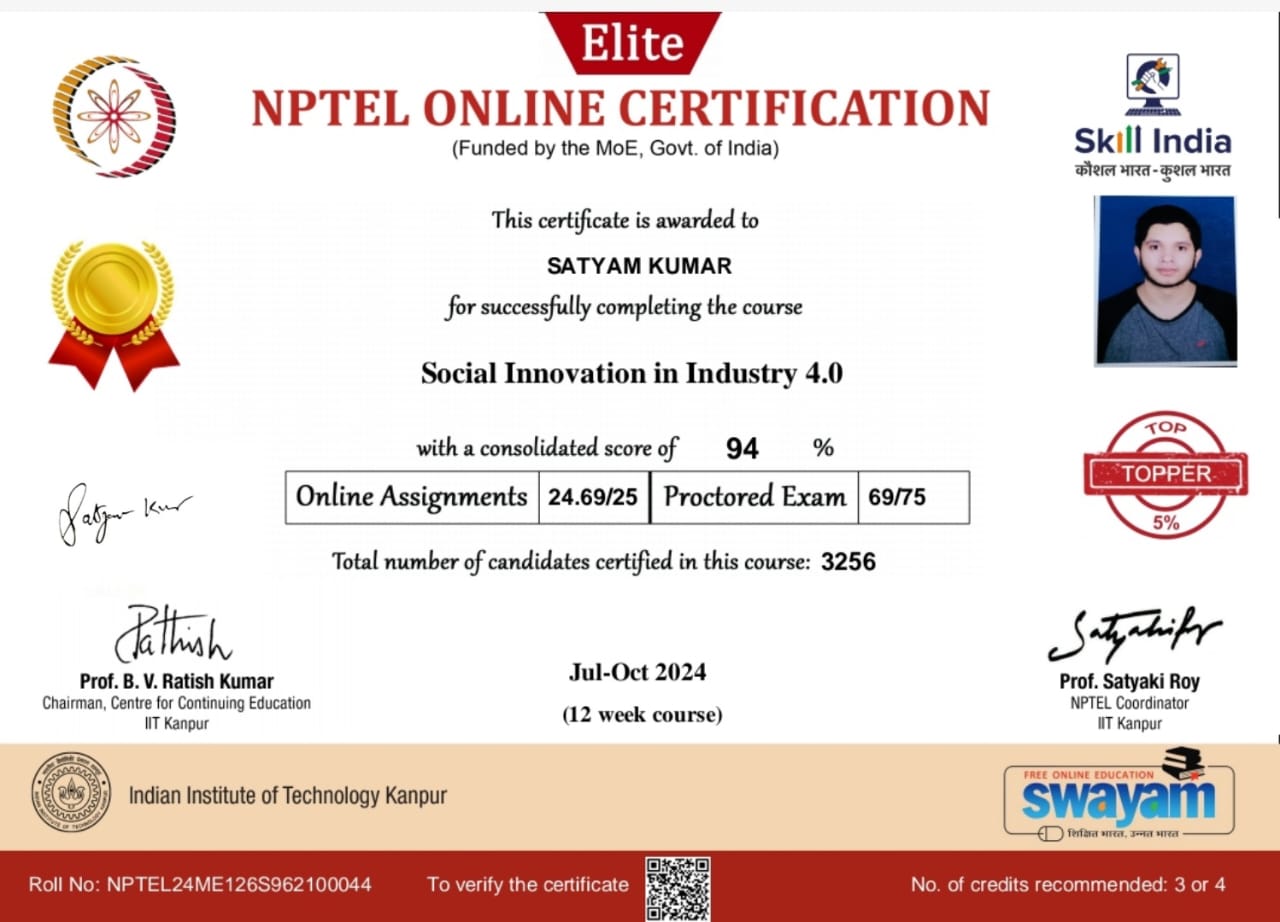 Elite
NPTEL ONLINE CERTIFICATION
(Funded by the MoE, Govt. of India)
Skill India
कौशल भारत - कुशल भारत
This certificate is awarded to
SATYAM KUMAR
for successfully completing the course
Social Innovation in Industry 4.0
with a consolidated score of 94 %
Online Assignments 24.69/25 Proctored Exam 69/75
TOP
TOPPER
5%
Total number of candidates certified in this course: 3256
Prof. B. V. Ratish Kumar
Chairman, Centre for Continuing Education
IIT Kanpur
Jul-Oct 2024
(12 week course)
Prof. Satyaki Roy
NPTEL Coordinator
IIT Kanpur
Indian Institute of Technology Kanpur
FREE ONLINE EDUCATION
swayam
शिक्षित भारत, उन्नत भारत
Roll No: NPTEL24ME126S962100044
To verify the certificate
No. of credits recommended: 3 or 4